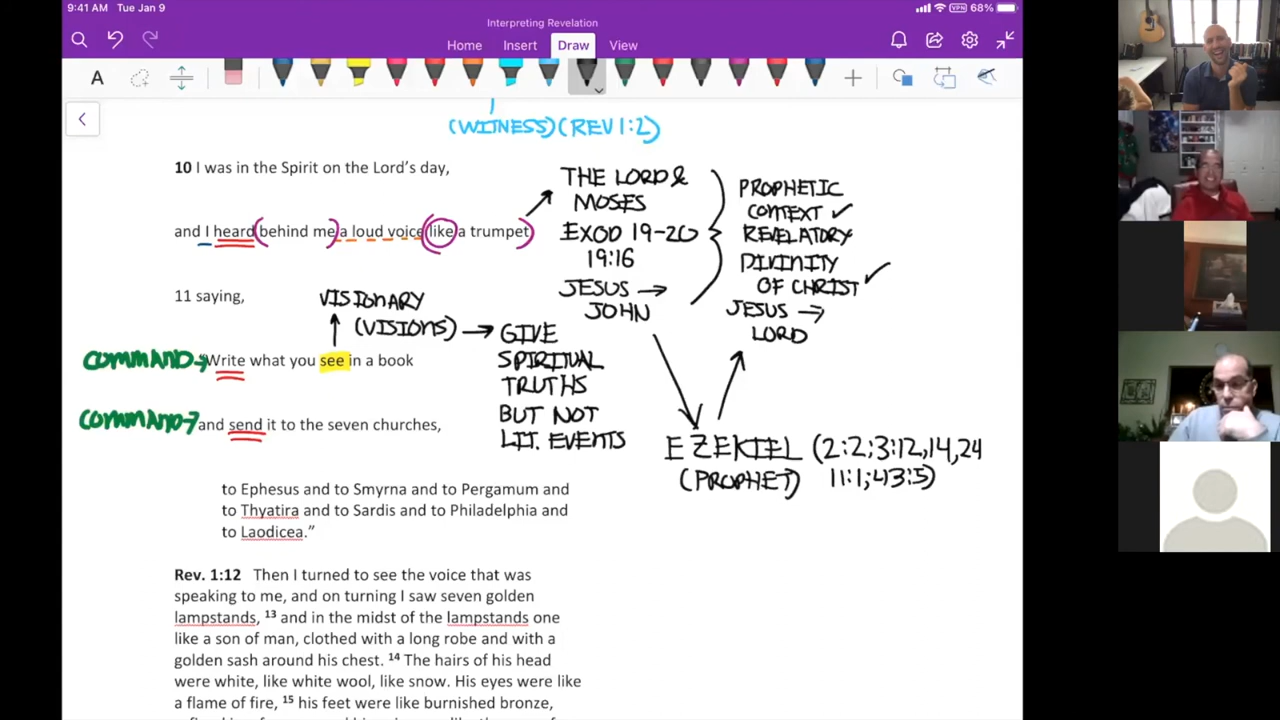 9:41 AM Tue Jan 9
VPN 68%
Interpreting Revelation
Home Insert Draw View
A
(WITNESS) (REV 1:2)
10 I was in the Spirit on the Lord's day,
and I heard (behind me) a loud voice (like a trumpet)
THE LORD &
MOSES
EXOD 19-20
19:16
JESUS →
JOHN
PROPHETIC
CONTEXT ✓
REVELATORY
DIVINITY
OF CHRIST ✓
JESUS →
LORD
11 saying,
VISIONARY
(VISIONS) →
GIVE
SPIRITUAL
TRUTHS
BUT NOT
LIT. EVENTS
COMMAND → "Write what you see in a book
COMMAND → and send it to the seven churches,
EZEKIEL (2:2; 3:12, 14, 24
(PROPHET) 11:1; 43:5)
to Ephesus and to Smyrna and to Pergamum and
to Thyatira and to Sardis and to Philadelphia and
to Laodicea."
Rev. 1:12 Then I turned to see the voice that was
speaking to me, and on turning I saw seven golden
lampstands, 13 and in the midst of the lampstands one
like a son of man, clothed with a long robe and with a
golden sash around his chest. 14 The hairs of his head
were white, like white wool, like snow. His eyes were like
a flame of fire, 15 his feet were like burnished bronze,